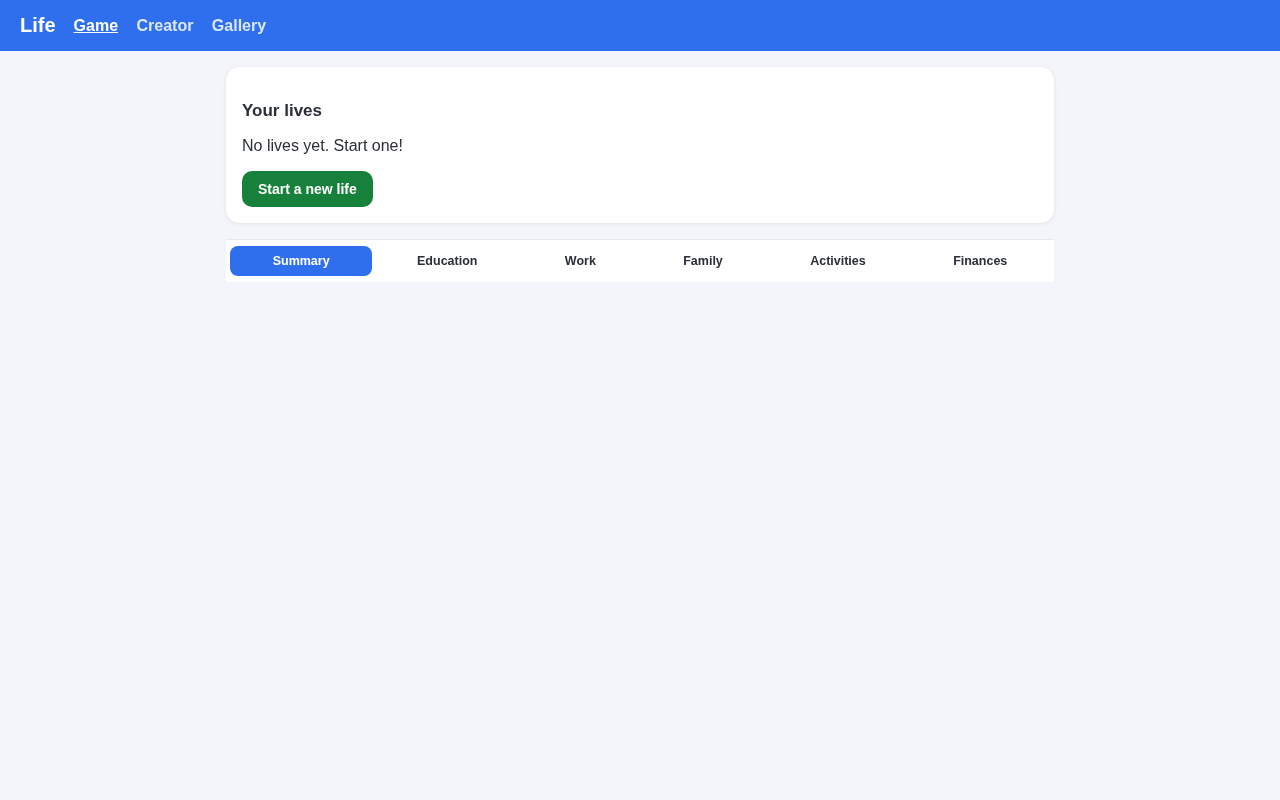 Life Game Creator Gallery
Your lives
No lives yet. Start one!
Start a new life
Summary Education Work Family Activities Finances